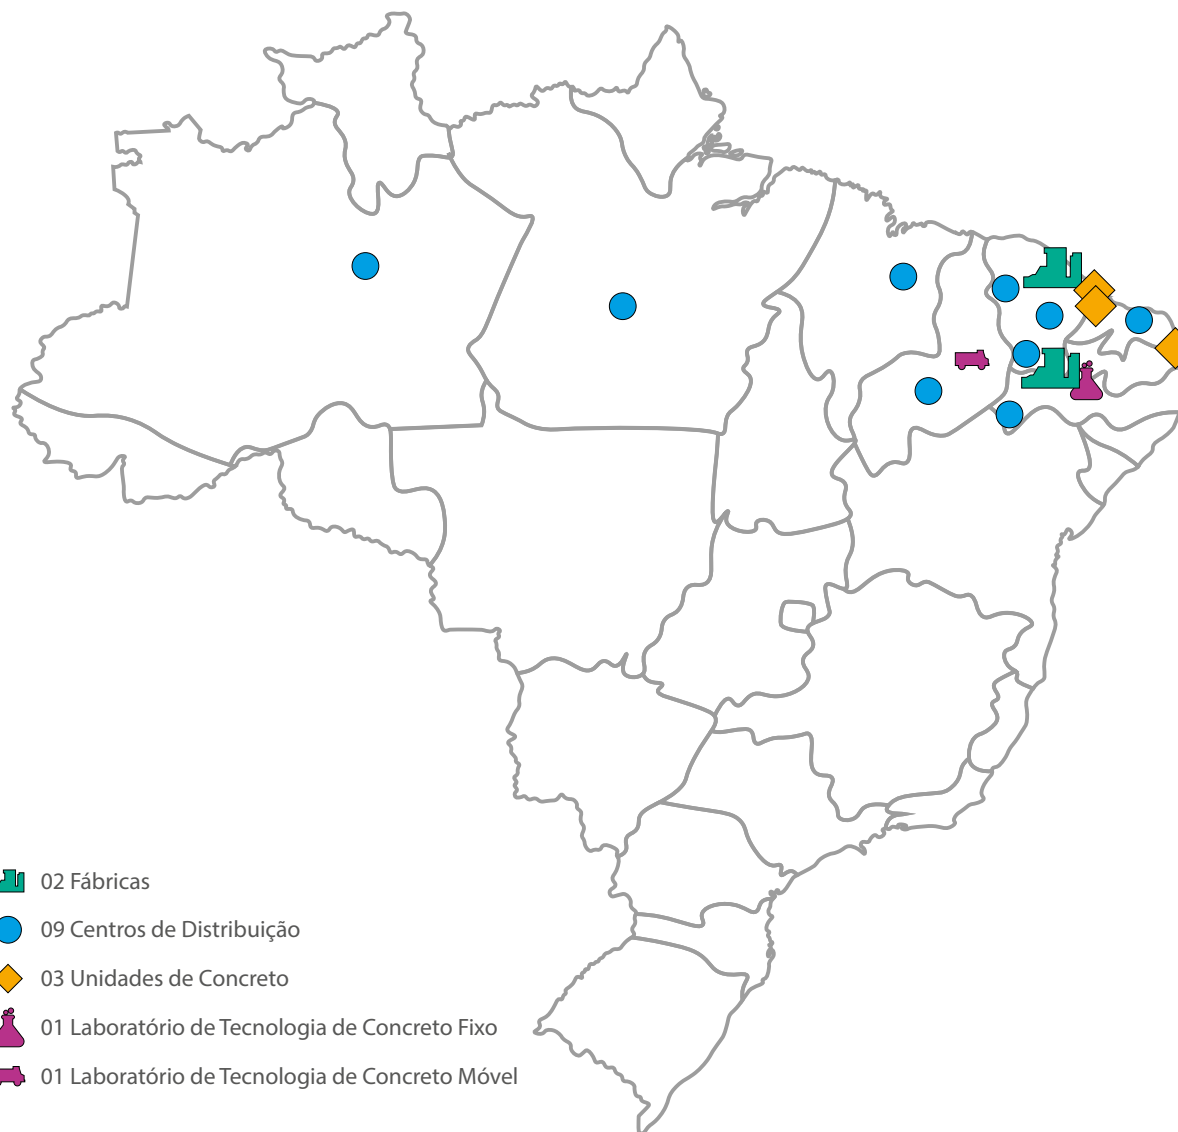 02 Fábricas
09 Centros de Distribuição
03 Unidades de Concreto
01 Laboratório de Tecnologia de Concreto Fixo
01 Laboratório de Tecnologia de Concreto Móvel